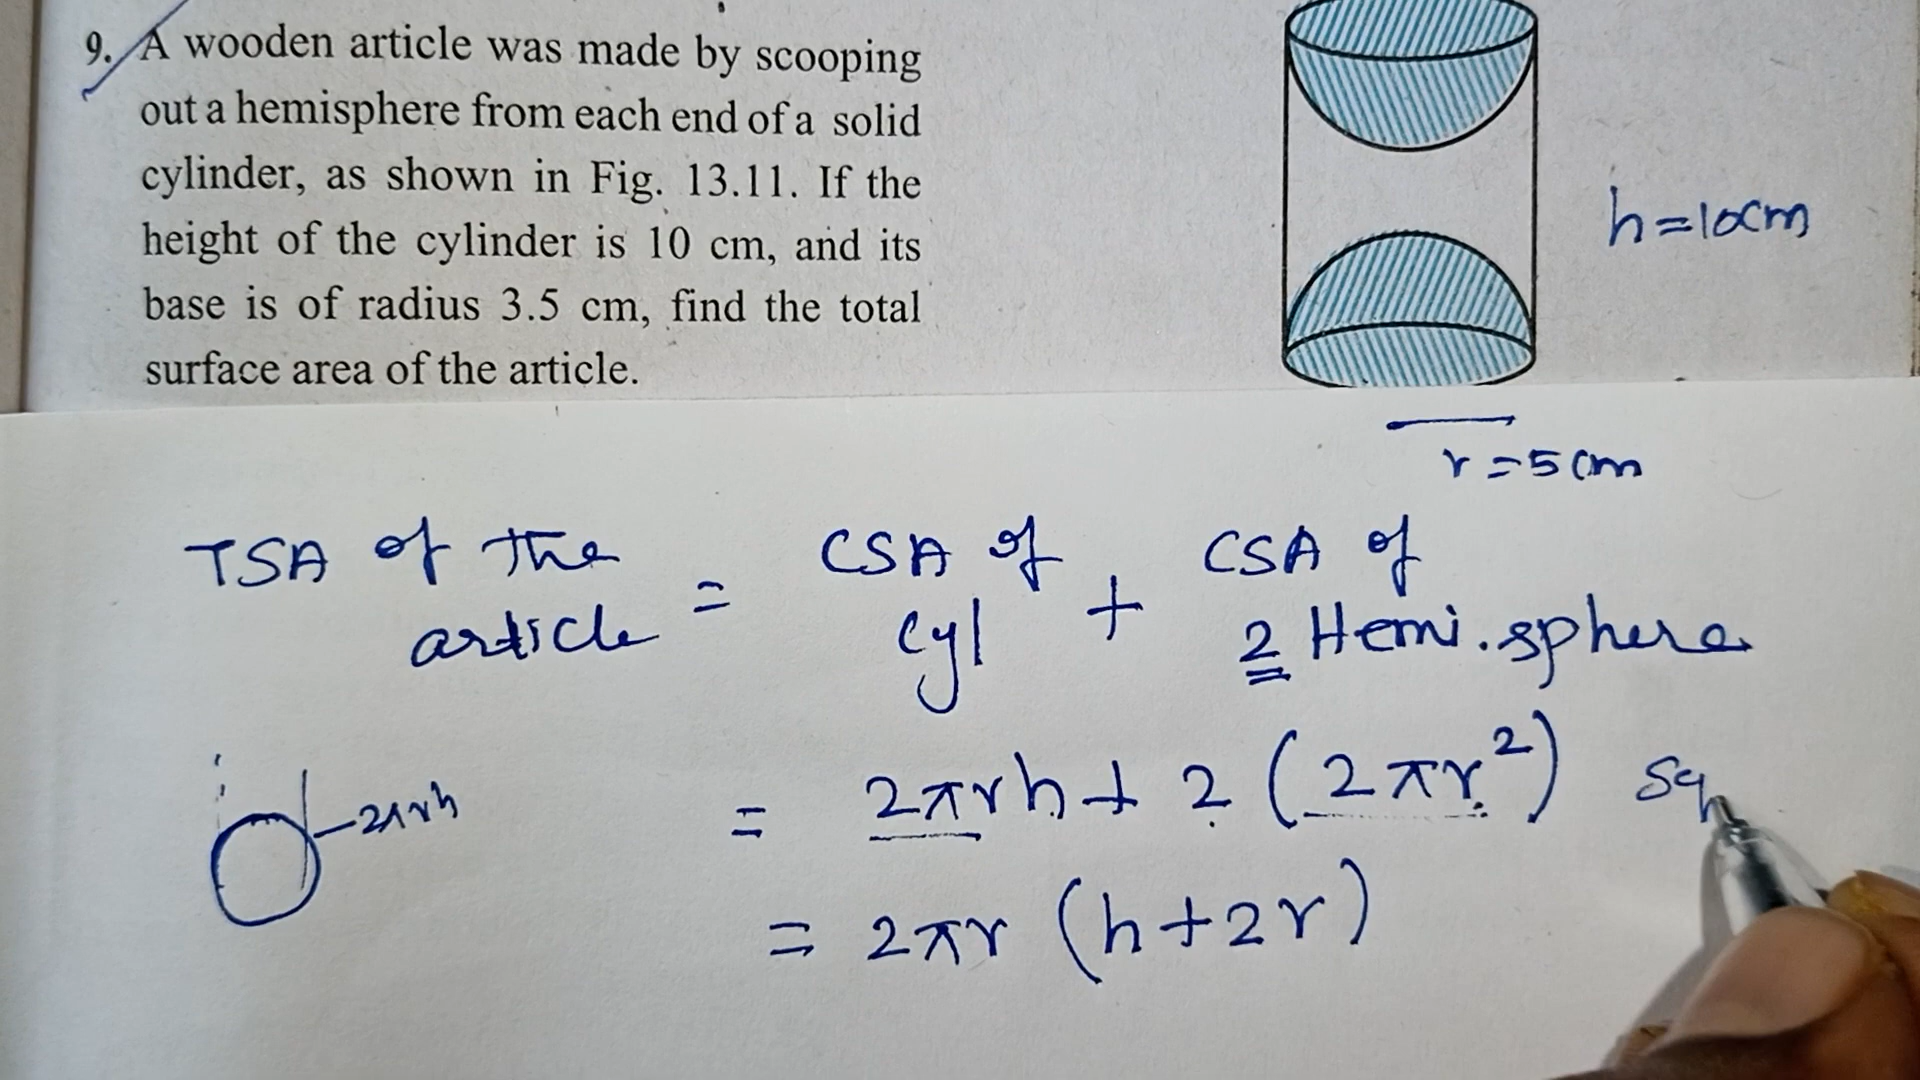 9. A wooden article was made by scooping
out a hemisphere from each end of a solid
cylinder, as shown in Fig. 13.11. If the
height of the cylinder is 10 cm, and its
base is of radius 3.5 cm, find the total
surface area of the article.
h=10cm
r=5cm
TSA of the article = CSA of cyl + CSA of 2 Hemi.sphere
2πrh
= 2πrh + 2 (2πr²) Sq
= 2πr (h+2r)